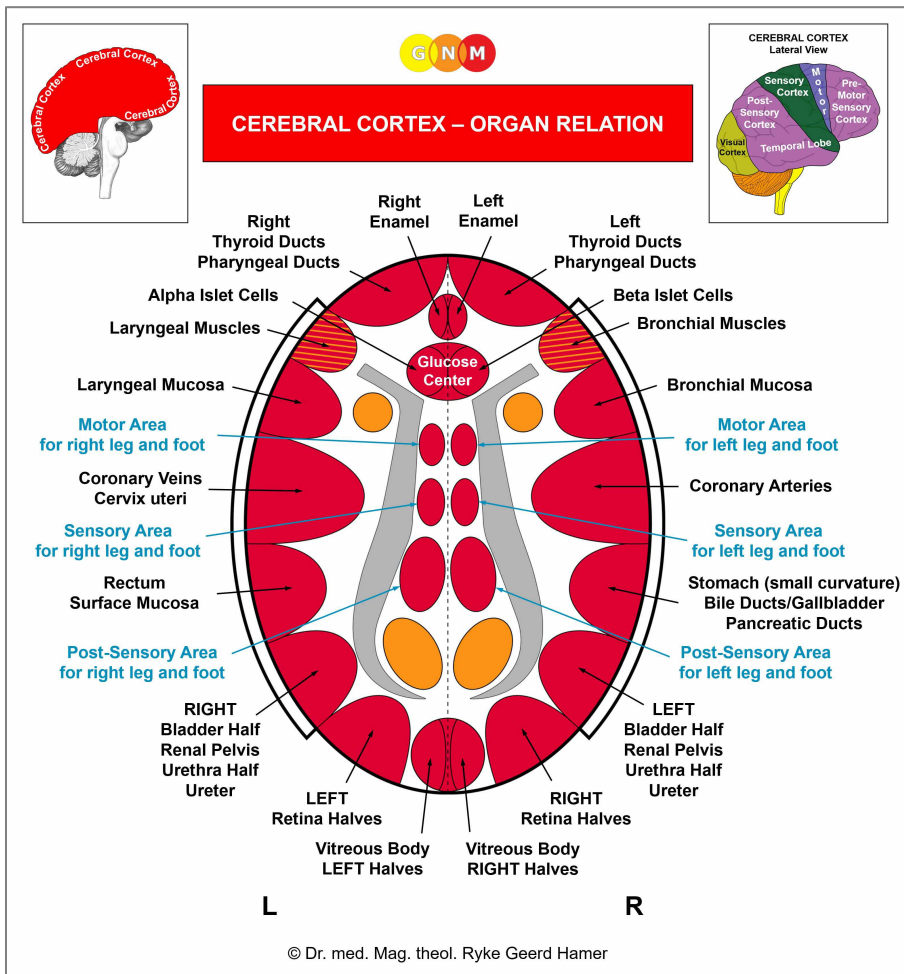 Cerebral Cortex
Cerebral Cortex
Cortex
Cerebral
G N M
CEREBRAL CORTEX – ORGAN RELATION
CEREBRAL CORTEX
Lateral View
Sensory
Cortex
Motor
Pre-
Motor
Sensory
Cortex
Post-
Sensory
Cortex
Visual
Cortex
Temporal Lobe
Right
Thyroid Ducts
Pharyngeal Ducts
Right
Enamel
Left
Enamel
Left
Thyroid Ducts
Pharyngeal Ducts
Alpha Islet Cells
Beta Islet Cells
Laryngeal Muscles
Bronchial Muscles
Glucose
Center
Laryngeal Mucosa
Bronchial Mucosa
Motor Area
for right leg and foot
Motor Area
for left leg and foot
Coronary Veins
Cervix uteri
Coronary Arteries
Sensory Area
for right leg and foot
Sensory Area
for left leg and foot
Rectum
Surface Mucosa
Stomach (small curvature)
Bile Ducts/Gallbladder
Pancreatic Ducts
Post-Sensory Area
for right leg and foot
Post-Sensory Area
for left leg and foot
RIGHT
Bladder Half
Renal Pelvis
Urethra Half
Ureter
LEFT
Bladder Half
Renal Pelvis
Urethra Half
Ureter
LEFT
Retina Halves
RIGHT
Retina Halves
Vitreous Body
LEFT Halves
Vitreous Body
RIGHT Halves
L
R
© Dr. med. Mag. theol. Ryke Geerd Hamer